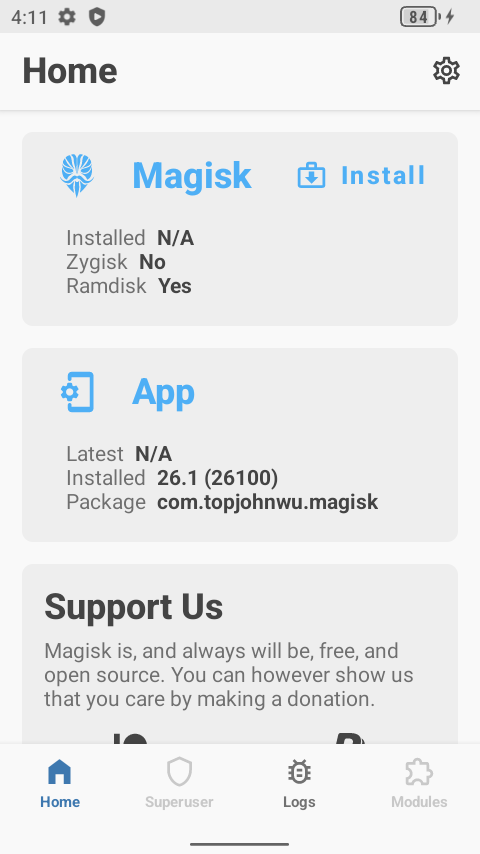 4:11
84
Home
Magisk
Install
Installed N/A
Zygisk No
Ramdisk Yes
App
Latest N/A
Installed 26.1 (26100)
Package com.topjohnwu.magisk
Support Us
Magisk is, and always will be, free, and
open source. You can however show us
that you care by making a donation.
Home
Superuser
Logs
Modules